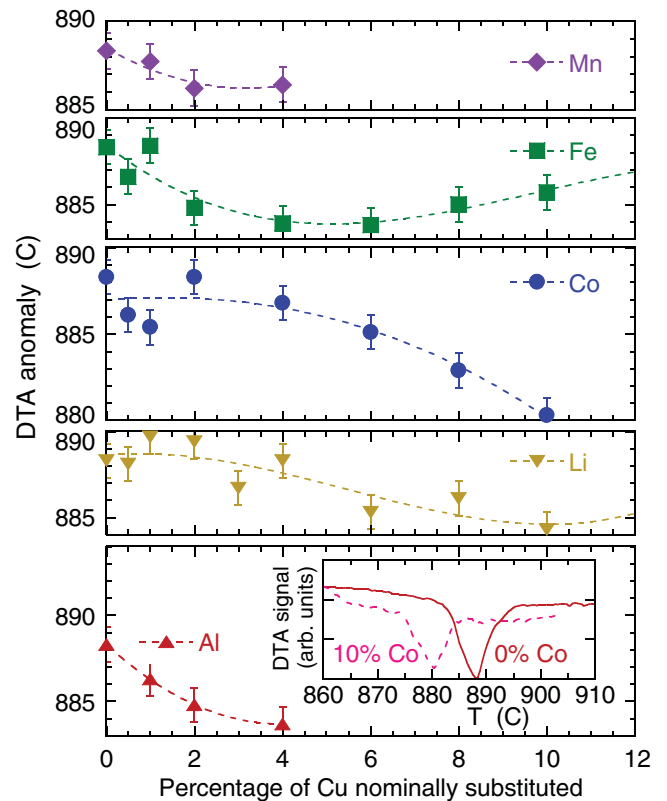 890
Mn
885
890
Fe
885
DTA anomaly (C)
890
Co
885
880
890
Li
885
890
Al
885
DTA signal
(arb. units)
10% Co
0% Co
860 870 880 890 900 910
T (C)
0 2 4 6 8 10 12
Percentage of Cu nominally substituted